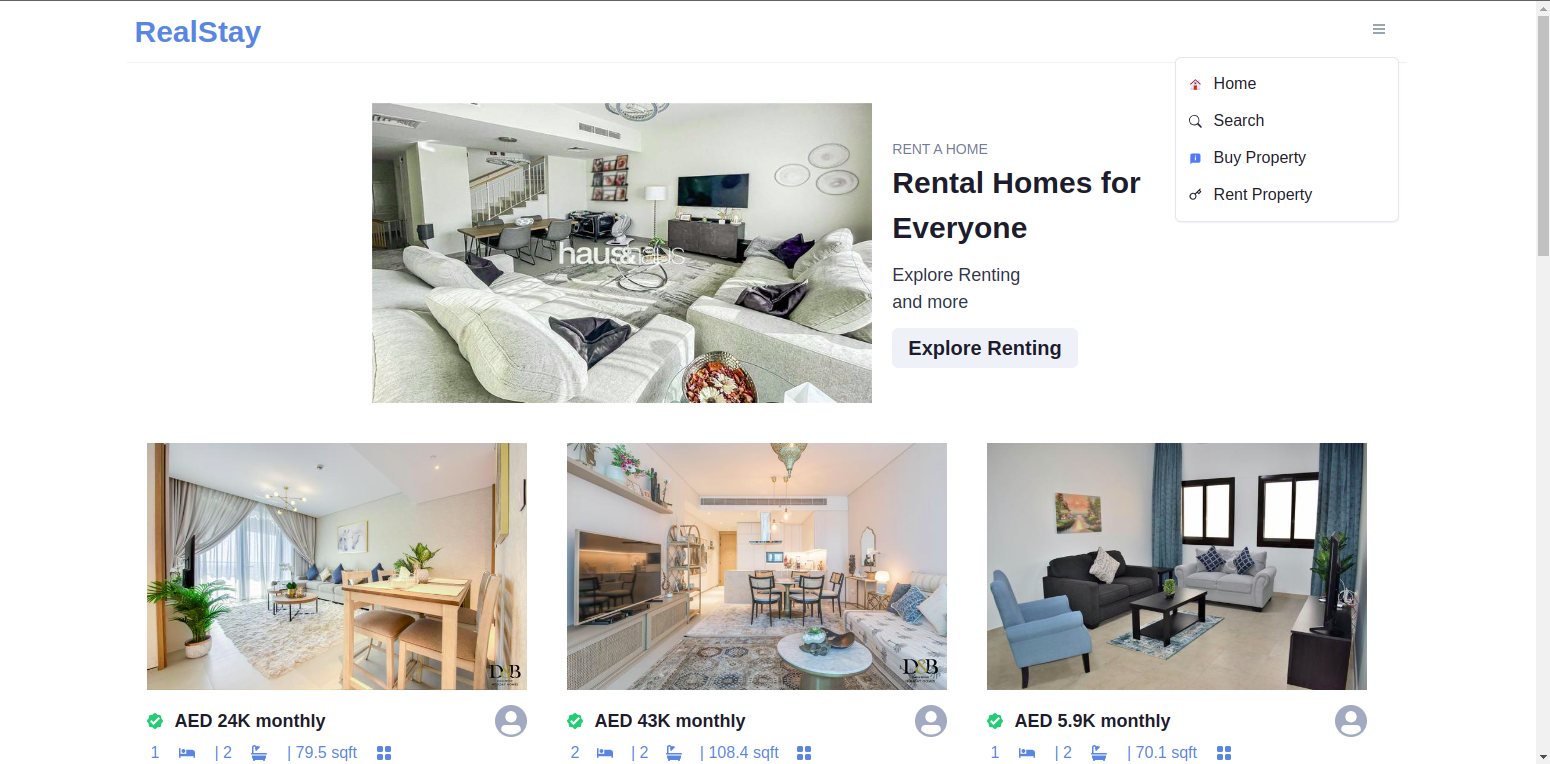 RealStay
Home
Search
Buy Property
Rent Property
haus&haus
RENT A HOME
Rental Homes for
Everyone
Explore Renting
and more
Explore Renting
D&B
D&B
AED 24K monthly
1 | 2 | 79.5 sqft
AED 43K monthly
2 | 2 | 108.4 sqft
AED 5.9K monthly
1 | 2 | 70.1 sqft